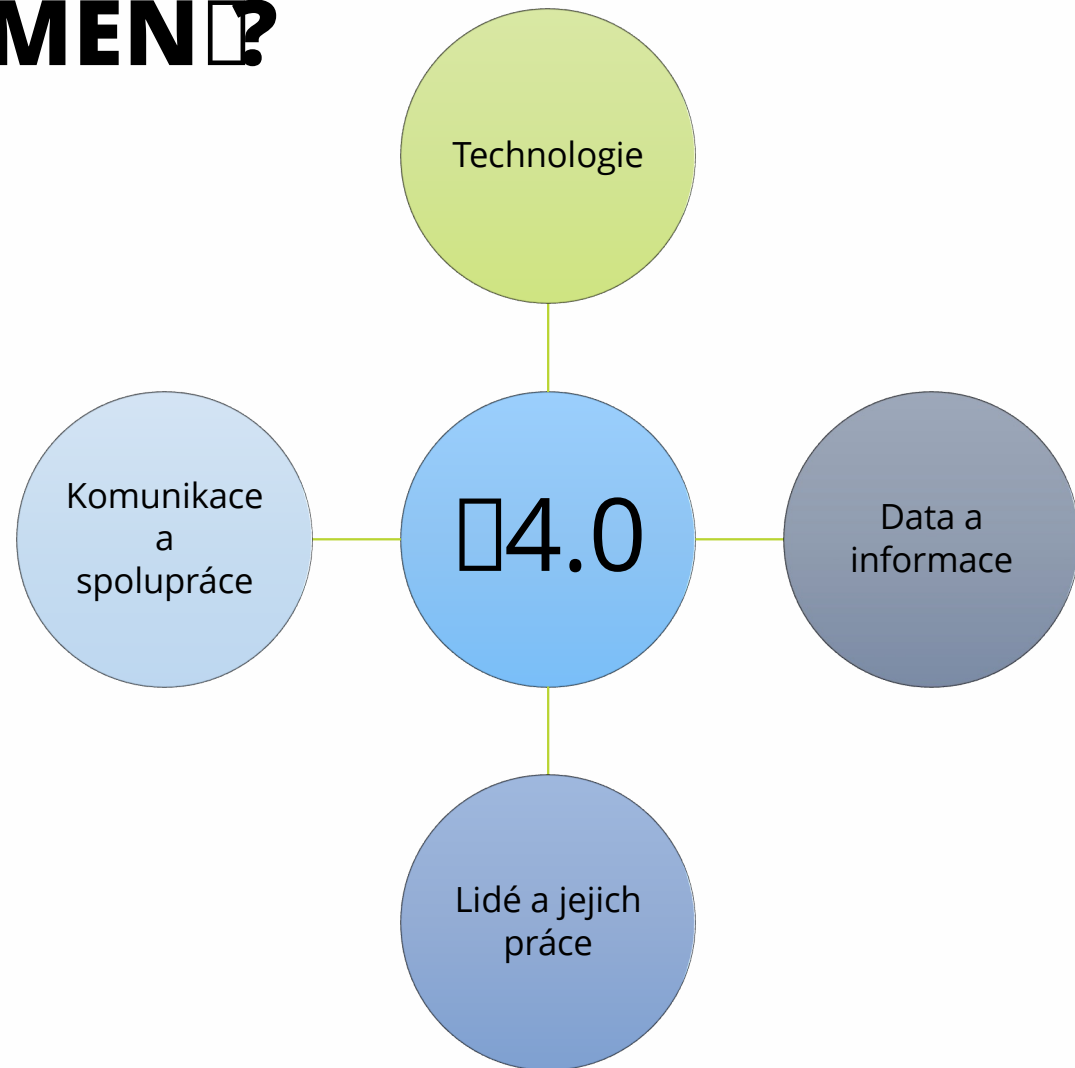 MEN▯?
Technologie
Komunikace
a
spolupráce
▯4.0
Data a
informace
Lidé a jejich
práce